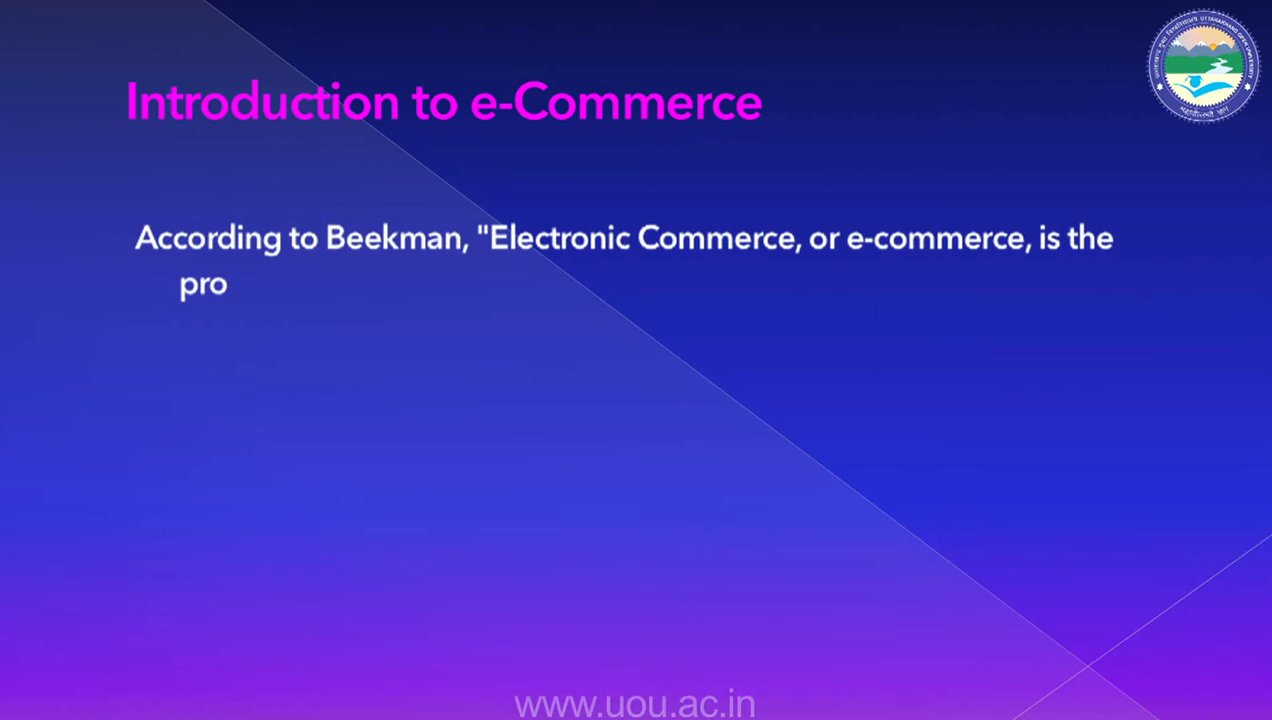 Introduction to e-Commerce
According to Beekman, "Electronic Commerce, or e-commerce, is the
pro
www.uou.ac.in